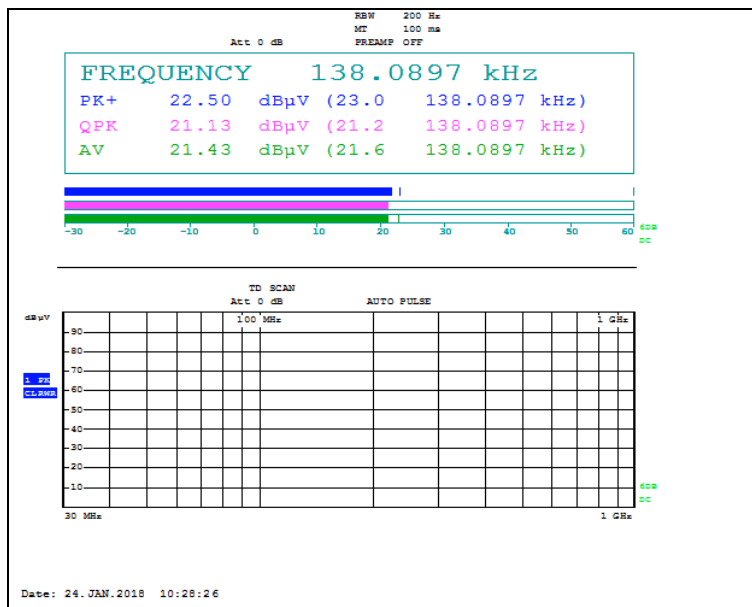 RBW 200 Hz
MT 100 ms
Att 0 dB PREAMP OFF
FREQUENCY 138.0897 kHz
PK+ 22.50 dBµV (23.0 138.0897 kHz)
QPK 21.13 dBµV (21.2 138.0897 kHz)
AV 21.43 dBµV (21.6 138.0897 kHz)
-30 -20 -10 0 10 20 30 40 50 60
6DB
DC
TD SCAN
Att 0 dB AUTO PULSE
dBµV 100 MHz 1 GHz
90
80
70
1 PK
60
CLRWR
50
40
30
20
10
6DB
DC
30 MHz 1 GHz
Date: 24.JAN.2018 10:28:26